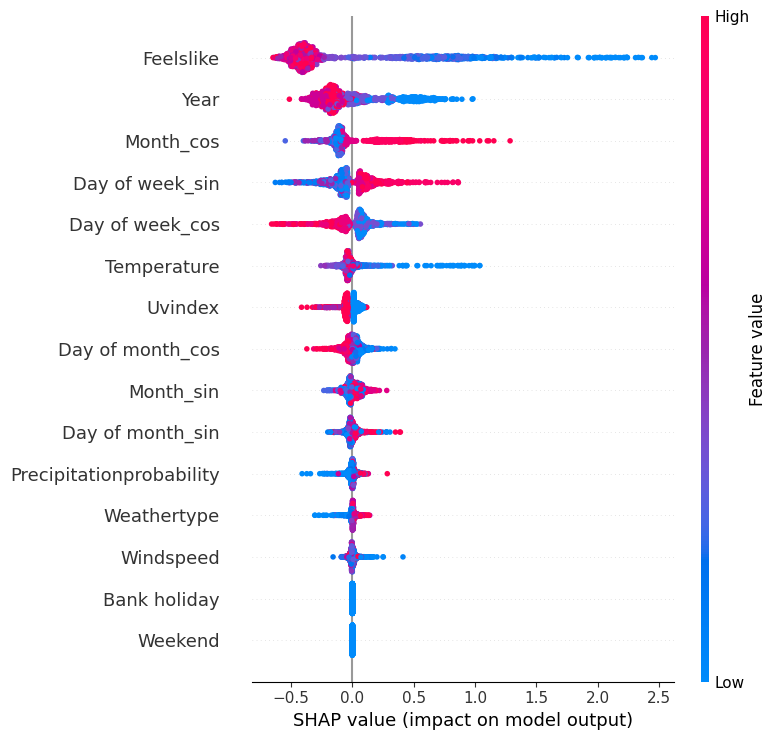 High
Feelslike
Year
Month_cos
Day of week_sin
Day of week_cos
Temperature
Uvindex
Day of month_cos
Month_sin
Day of month_sin
Precipitationprobability
Weathertype
Windspeed
Bank holiday
Weekend
Feature value
Low
−0.5 0.0 0.5 1.0 1.5 2.0 2.5
SHAP value (impact on model output)